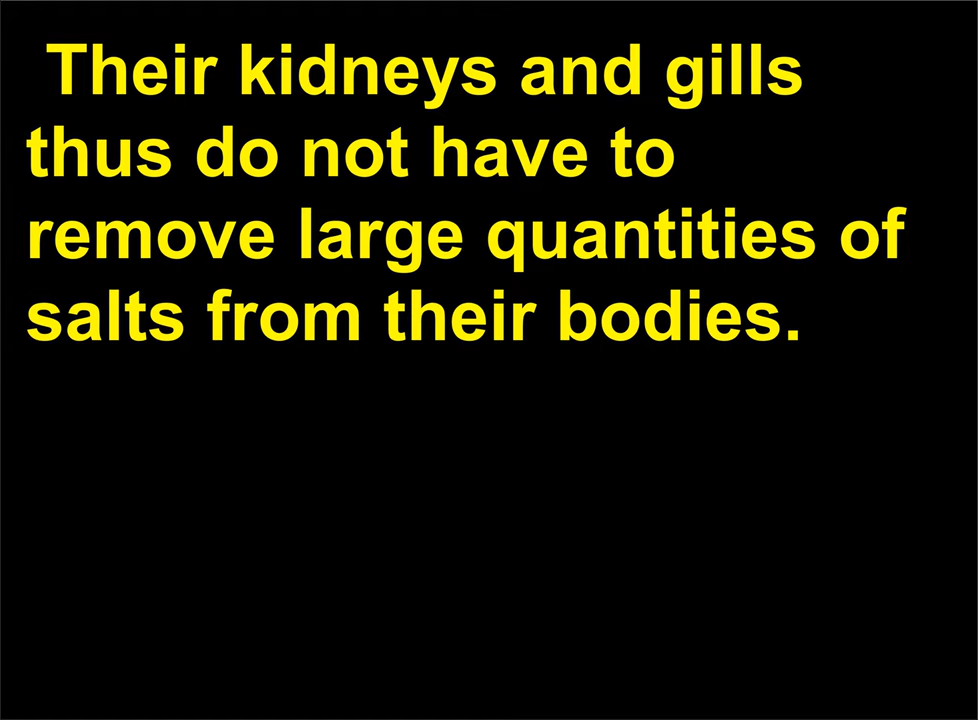 Their kidneys and gills
thus do not have to
remove large quantities of
salts from their bodies.